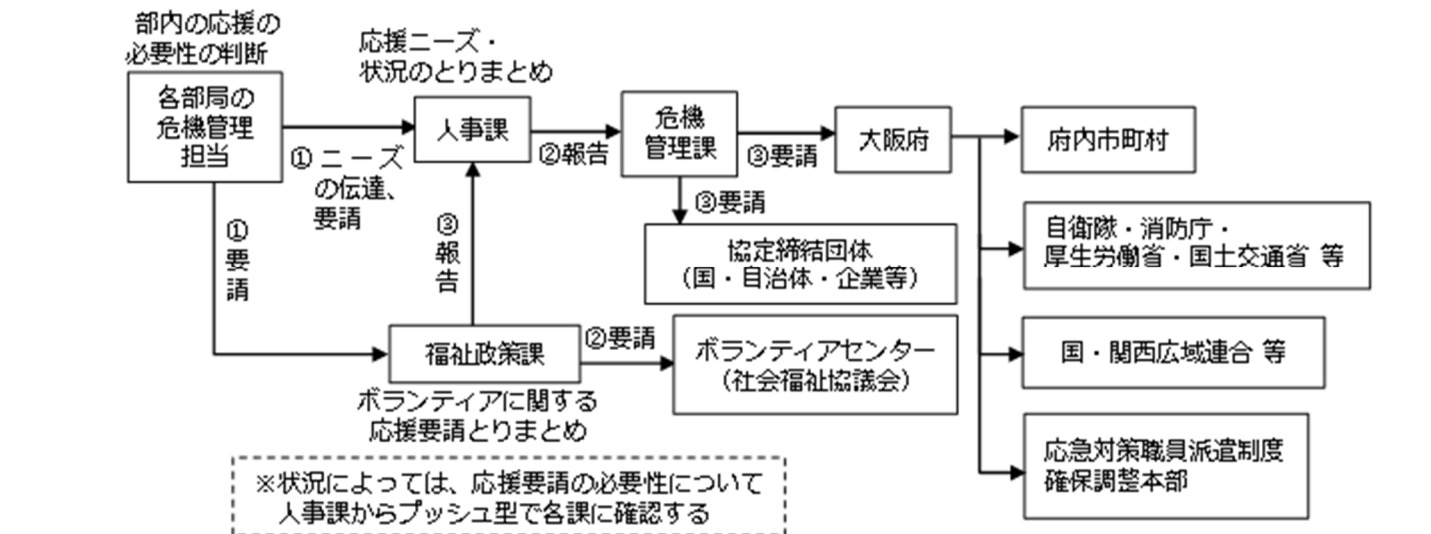 部内の応援の
必要性の判断
各部局の
危機管理
担当
①ニーズ
の伝達、
要請
①
要
請
応援ニーズ・
状況のとりまとめ
人事課
②報告
③
報
告
危機
管理課
③要請
③要請
大阪府
府内市町村
自衛隊・消防庁・
厚生労働省・国土交通省 等
国・関西広域連合 等
応急対策職員派遣制度
確保調整本部
協定締結団体
（国・自治体・企業等）
福祉政策課
②要請
ボランティアセンター
（社会福祉協議会）
ボランティアに関する
応援要請とりまとめ
※状況によっては、応援要請の必要性について
人事課からプッシュ型で各課に確認する